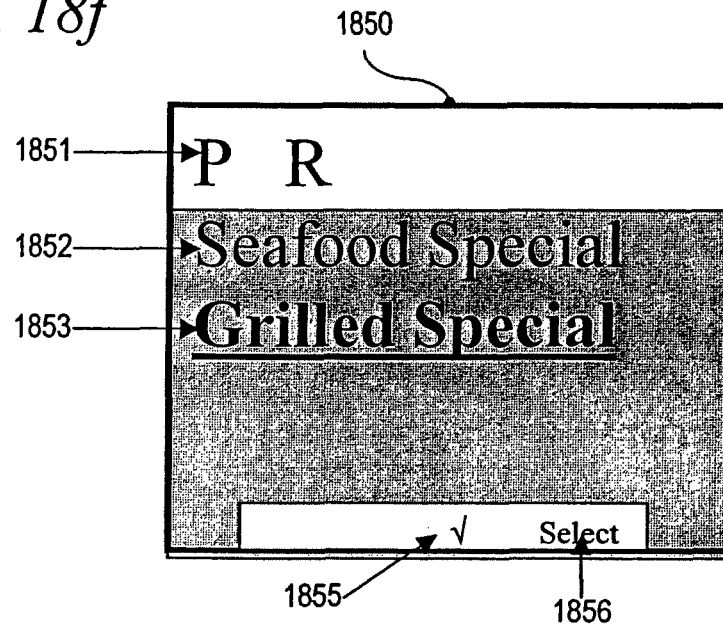 18f
1850
1851
P R
1852
Seafood Special
1853
Grilled Special
√ Select
1855
1856